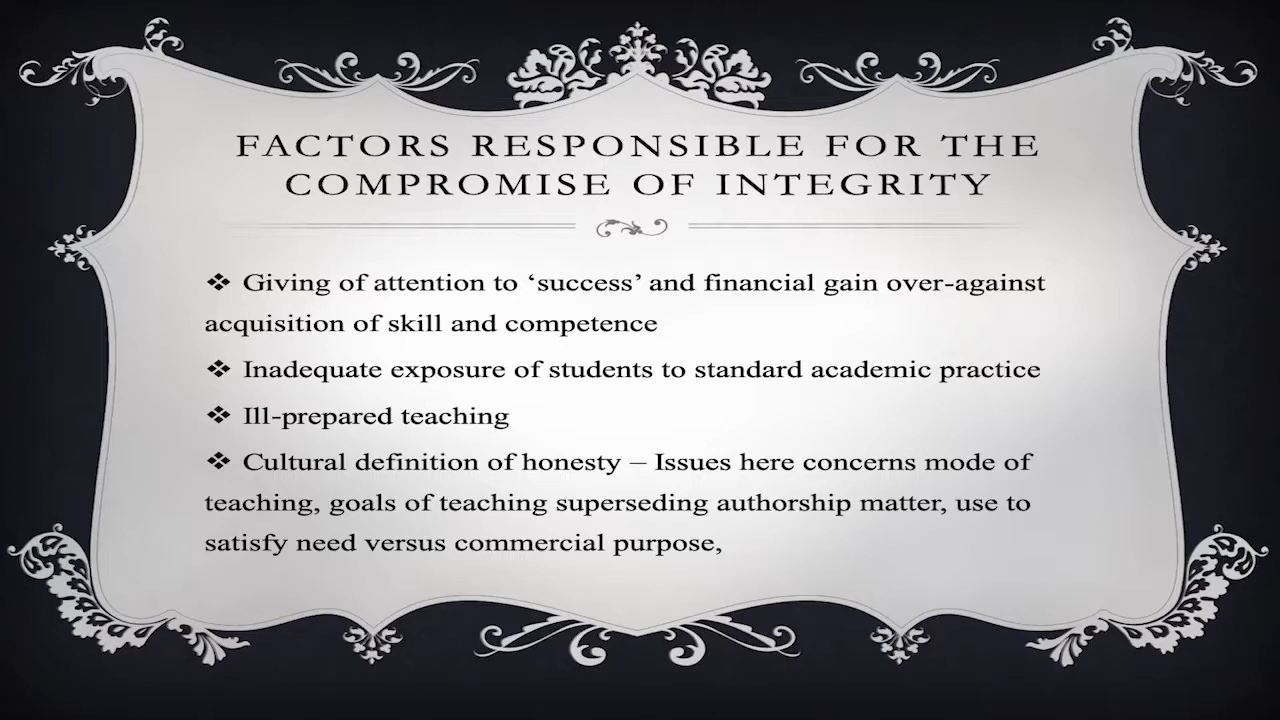 FACTORS RESPONSIBLE FOR THE
COMPROMISE OF INTEGRITY
❖ Giving of attention to ‘success’ and financial gain over-against
acquisition of skill and competence
❖ Inadequate exposure of students to standard academic practice
❖ Ill-prepared teaching
❖ Cultural definition of honesty – Issues here concerns mode of
teaching, goals of teaching superseding authorship matter, use to
satisfy need versus commercial purpose,